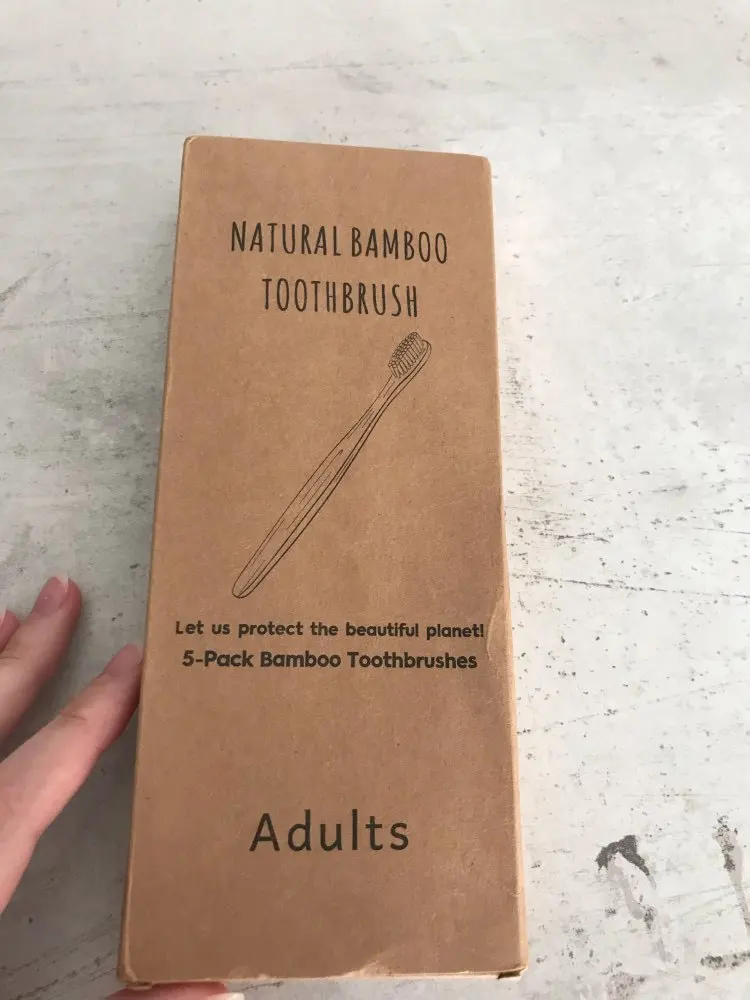 NATURAL BAMBOO
TOOTHBRUSH
Let us protect the beautiful planet!
5-Pack Bamboo Toothbrushes
Adults